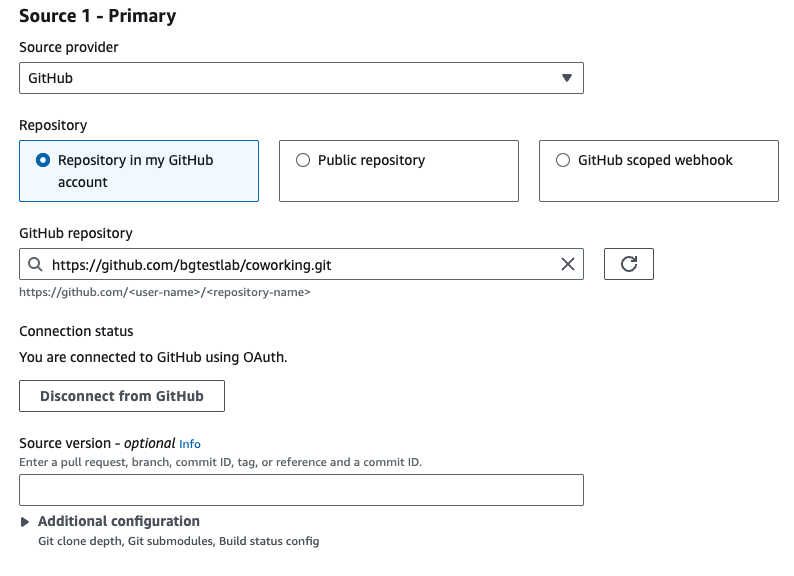 Source 1 - Primary
Source provider
GitHub
Repository
Repository in my GitHub
account
Public repository
GitHub scoped webhook
GitHub repository
https://github.com/bgtestlab/coworking.git
https://github.com/<user-name>/<repository-name>
Connection status
You are connected to GitHub using OAuth.
Disconnect from GitHub
Source version - optional Info
Enter a pull request, branch, commit ID, tag, or reference and a commit ID.
Additional configuration
Git clone depth, Git submodules, Build status config